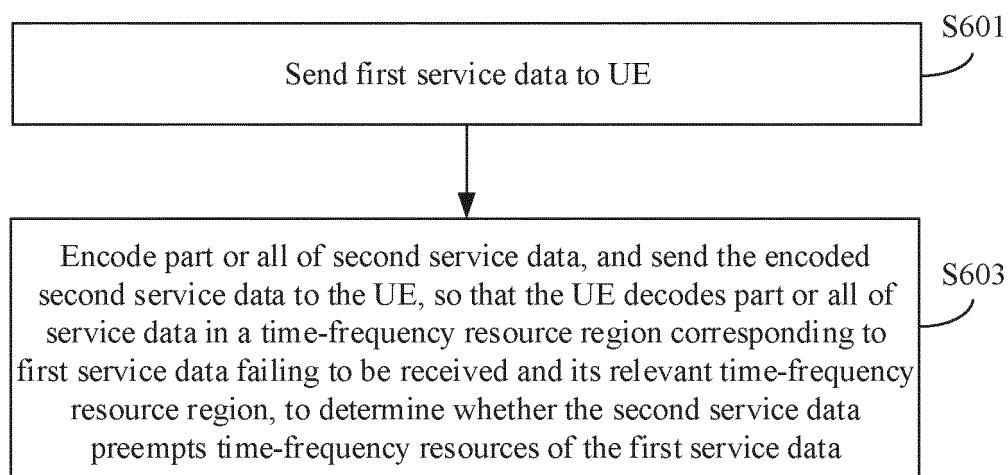 S601
Send first service data to UE
Encode part or all of second service data, and send the encoded
second service data to the UE, so that the UE decodes part or all of
S603
service data in a time-frequency resource region corresponding to
first service data failing to be received and its relevant time-frequency
resource region, to determine whether the second service data
preempts time-frequency resources of the first service data